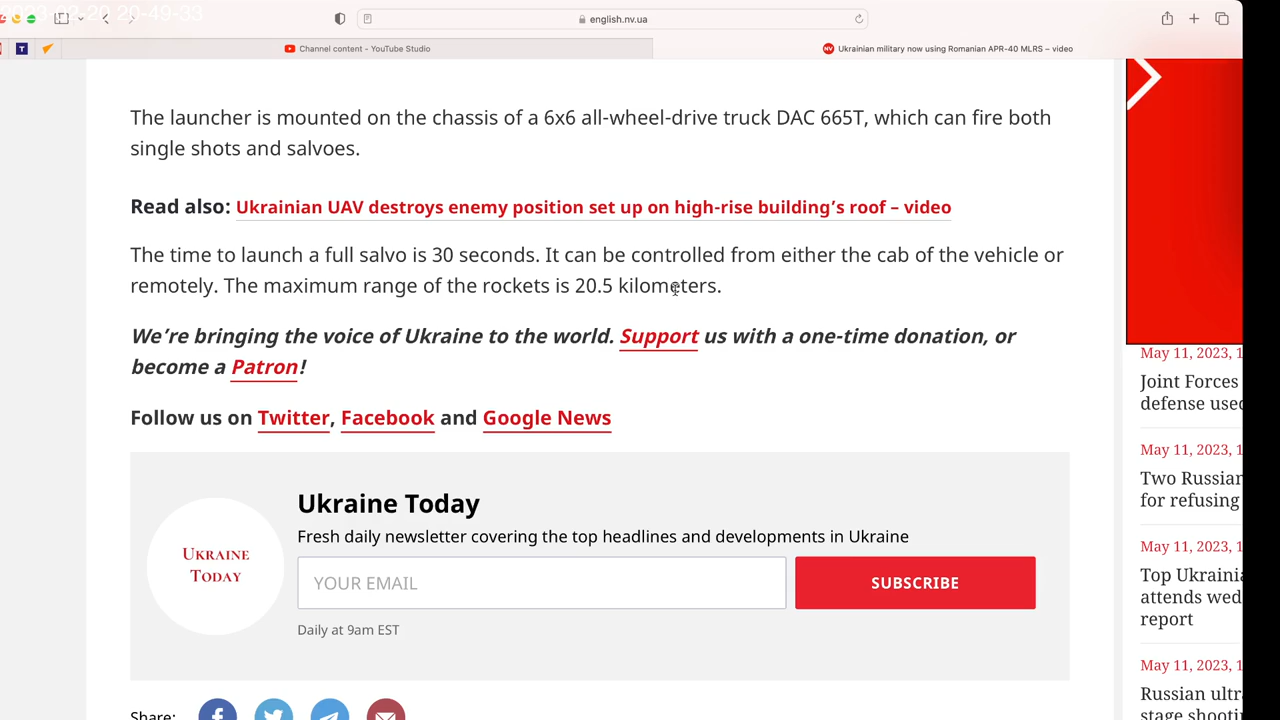 20-49-33
english.nv.ua
T
Channel content - YouTube Studio
NV
Ukrainian military now using Romanian APR-40 MLRS – video
The launcher is mounted on the chassis of a 6x6 all-wheel-drive truck DAC 665T, which can fire both
single shots and salvoes.
Read also: Ukrainian UAV destroys enemy position set up on high-rise building’s roof – video
The time to launch a full salvo is 30 seconds. It can be controlled from either the cab of the vehicle or
remotely. The maximum range of the rockets is 20.5 kilometers.
We’re bringing the voice of Ukraine to the world. Support us with a one-time donation, or
become a Patron!
Follow us on Twitter, Facebook and Google News
Ukraine Today
Fresh daily newsletter covering the top headlines and developments in Ukraine
UKRAINE
TODAY
YOUR EMAIL
SUBSCRIBE
Daily at 9am EST
Share:
May 11, 2023, 1
Joint Forces
defense used
May 11, 2023, 1
Two Russian
for refusing
May 11, 2023, 1
Top Ukrainia
attends wed
report
May 11, 2023, 1
Russian ultr
stage shooti